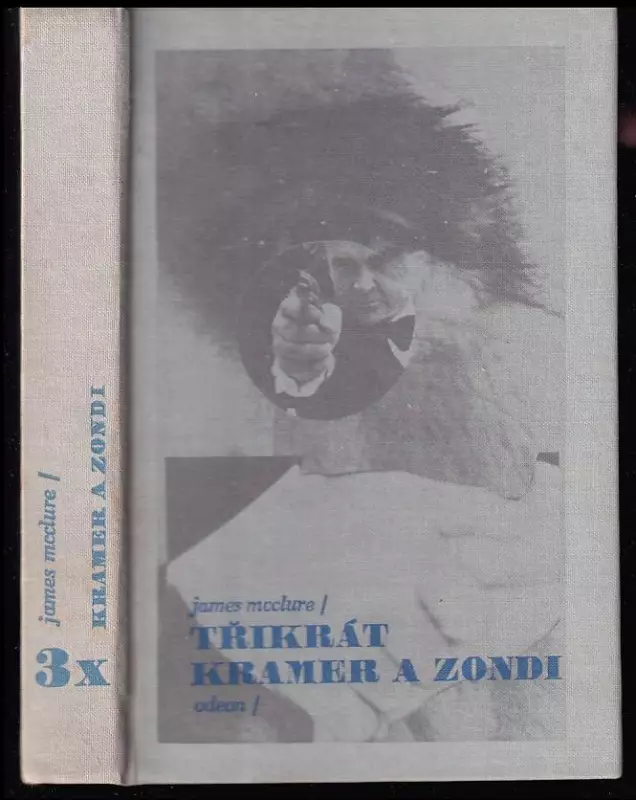 james mcclure /
KRAMER A ZONDI
3x
james mcclure /
TŘIKRÁT
KRAMER A ZONDI
odeon /